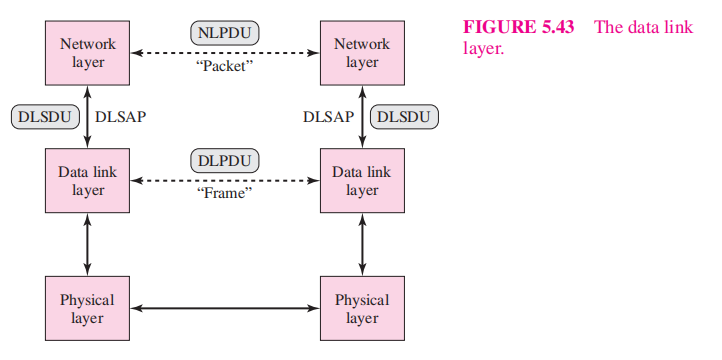 FIGURE 5.43 The data link
layer.
NLPDU
Network
layer
"Packet"
Network
layer
DLSDU
DLSAP
DLSAP
DLSDU
DLPDU
Data link
layer
"Frame"
Data link
layer
Physical
layer
Physical
layer